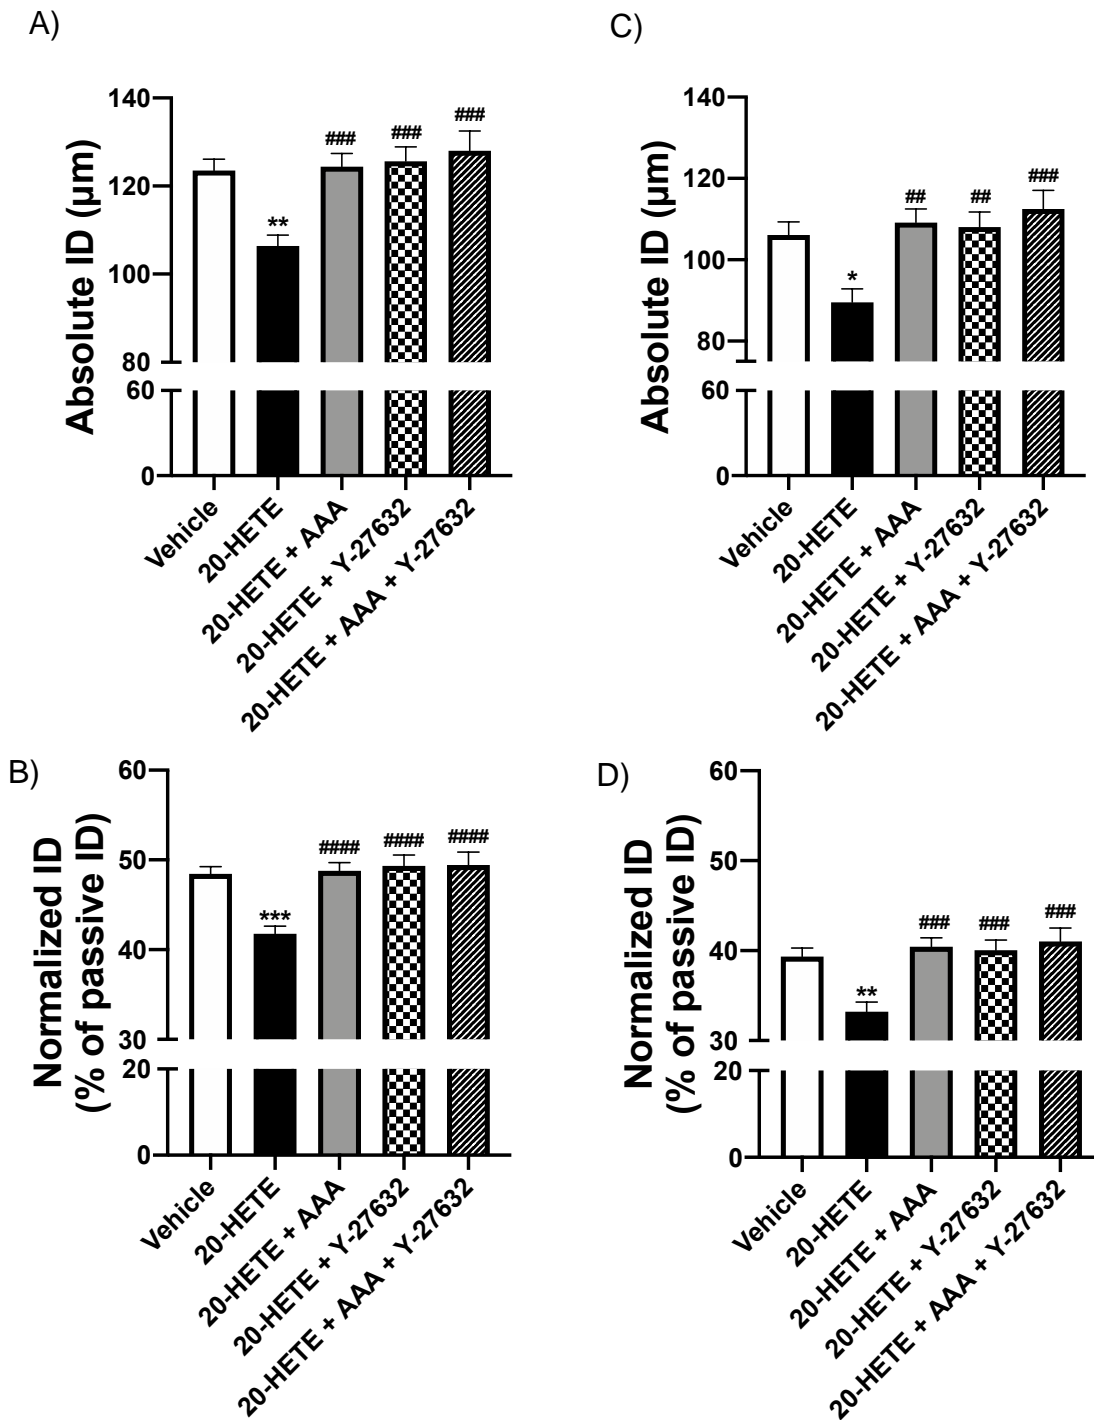 A)
Absolute ID (µm)
140
120
100
80
60
0
###
###
###
**
Vehicle
20-HETE
20-HETE + AAA
20-HETE + Y-27632
20-HETE + AAA + Y-27632
C)
Absolute ID (µm)
140
120
100
80
60
0
###
##
##
*
Vehicle
20-HETE
20-HETE + AAA
20-HETE + Y-27632
20-HETE + AAA + Y-27632
B)
Normalized ID
(% of passive ID)
60
50
40
30
20
0
####
####
####
***
Vehicle
20-HETE
20-HETE + AAA
20-HETE + Y-27632
20-HETE + AAA + Y-27632
D)
Normalized ID
(% of passive ID)
60
50
40
30
20
0
###
###
###
**
Vehicle
20-HETE
20-HETE + AAA
20-HETE + Y-27632
20-HETE + AAA + Y-27632